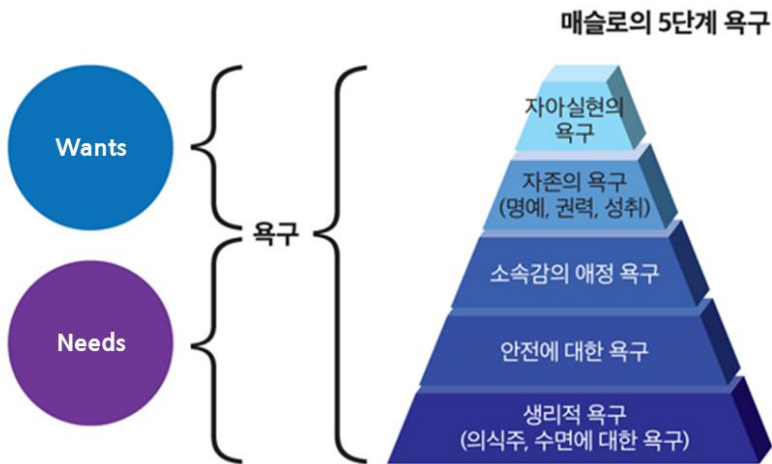 매슬로의 5단계 욕구
Wants
Needs
욕구
자아실현의
욕구
자존의 욕구
(명예, 권력, 성취)
소속감의 애정 욕구
안전에 대한 욕구
생리적 욕구
(의식주, 수면에 대한 욕구)